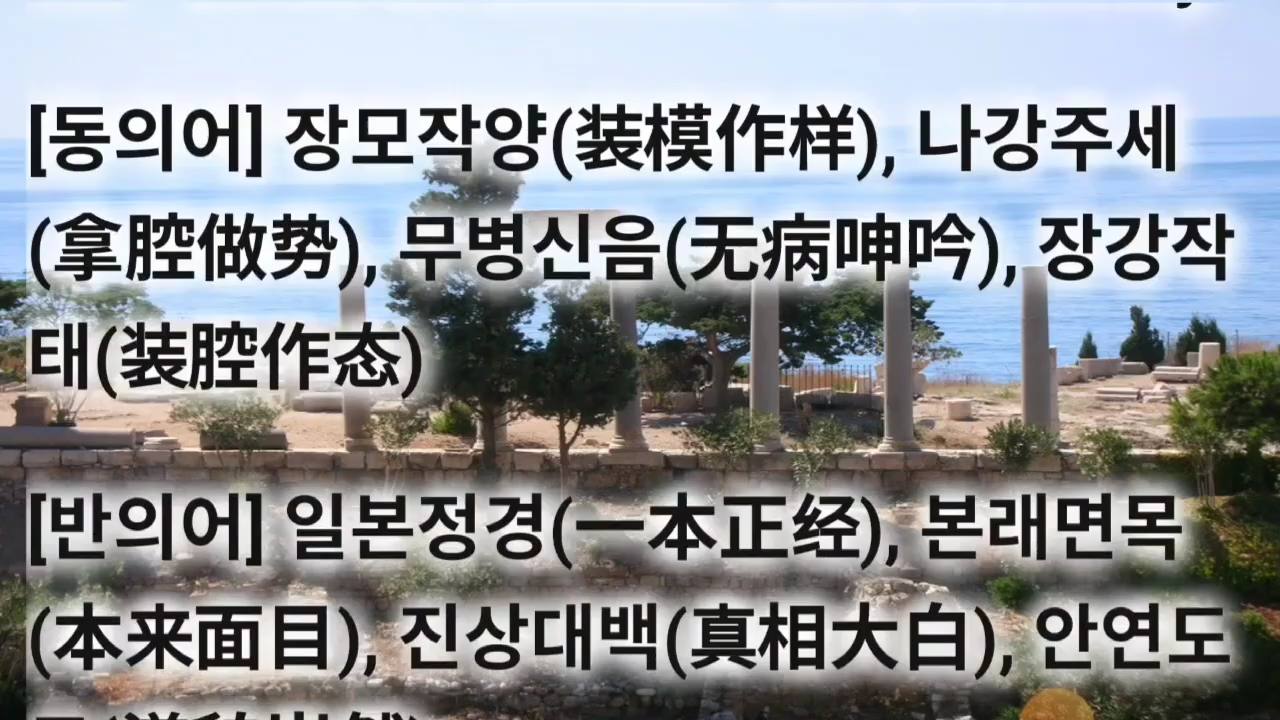 [동의어] 장모작양(装模作样), 나강주세
(拿腔做势), 무병신음(无病呻吟), 장강작
태(装腔作态)
[반의어] 일본정경(一本正经), 본래면목
(本来面目), 진상대백(真相大白), 안연도